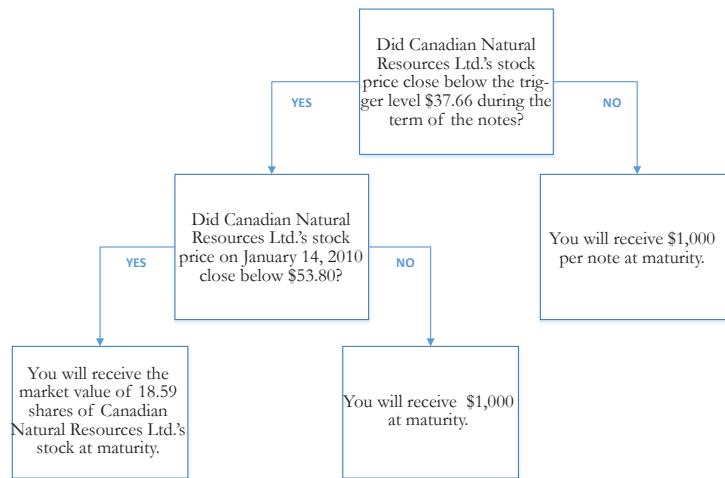 Did Canadian Natural
Resources Ltd.'s stock
price close below the trig-
ger level $37.66 during the
term of the notes?
YES
NO
Did Canadian Natural
Resources Ltd.'s stock
price on January 14, 2010
close below $53.80?
You will receive $1,000
per note at maturity.
YES
NO
You will receive the
market value of 18.59
shares of Canadian
Natural Resources Ltd.'s
stock at maturity.
You will receive $1,000
at maturity.